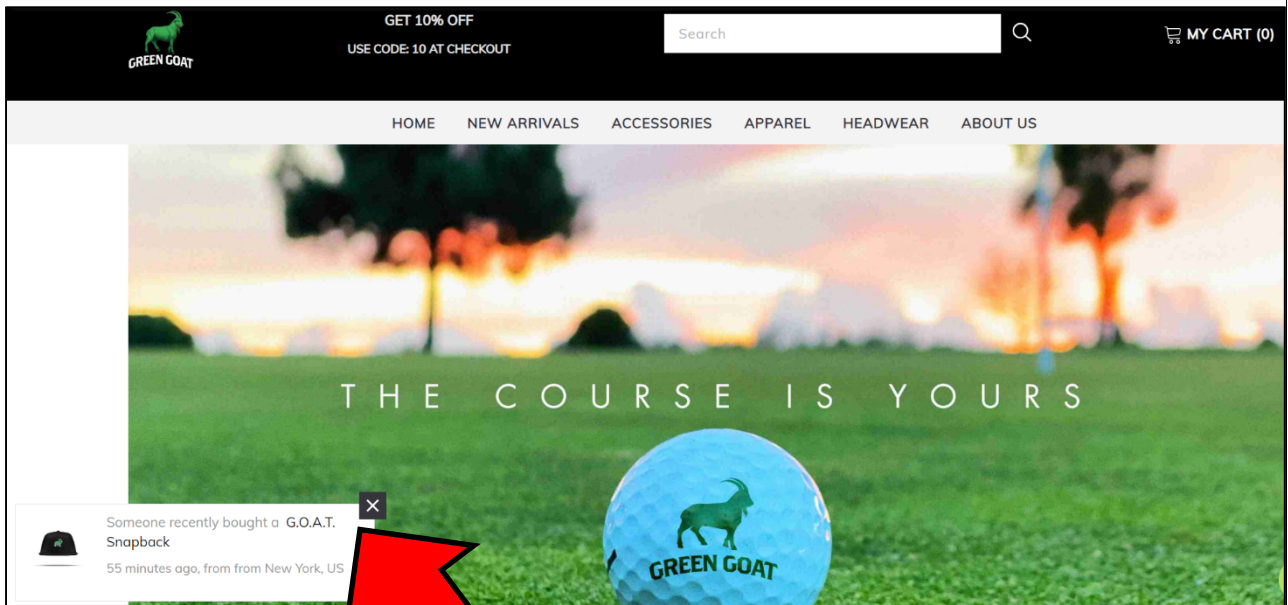 GREEN GOAT
GET 10% OFF
USE CODE: 10 AT CHECKOUT
Search
MY CART (0)
HOME NEW ARRIVALS ACCESSORIES APPAREL HEADWEAR ABOUT US
THE COURSE IS YOURS
GREEN GOAT
Someone recently bought a G.O.A.T.
Snapback
55 minutes ago, from from New York, US